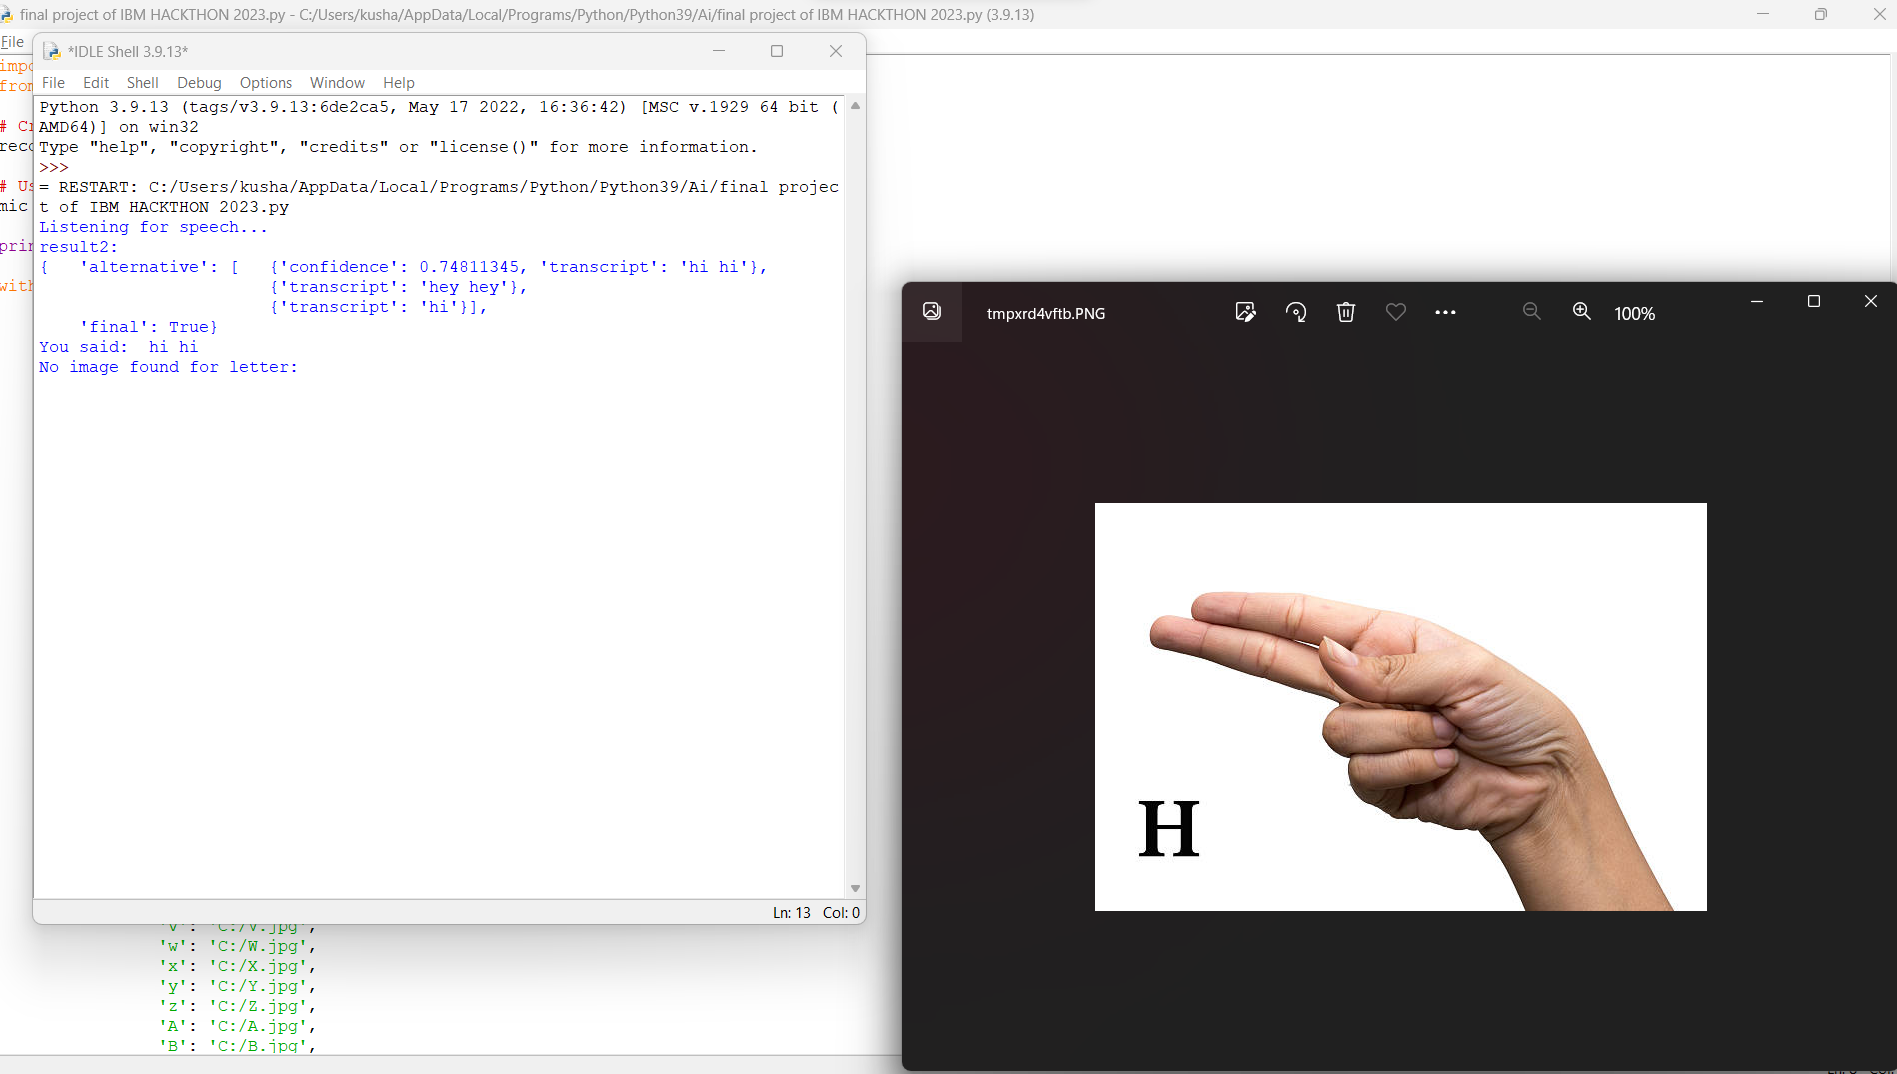 final project of IBM HACKTHON 2023.py - C:/Users/kusha/AppData/Local/Programs/Python/Python39/Ai/final project of IBM HACKTHON 2023.py (3.9.13)
File
*IDLE Shell 3.9.13*
File Edit Shell Debug Options Window Help
Python 3.9.13 (tags/v3.9.13:6de2ca5, May 17 2022, 16:36:42) [MSC v.1929 64 bit (
AMD64)] on win32
Type "help", "copyright", "credits" or "license()" for more information.
>>>
= RESTART: C:/Users/kusha/AppData/Local/Programs/Python/Python39/Ai/final projec
t of IBM HACKTHON 2023.py
Listening for speech...
result2:
{   'alternative': [   {'confidence': 0.74811345, 'transcript': 'hi hi'},
                       {'transcript': 'hey hey'},
                       {'transcript': 'hi'}],
    'final': True}
You said:  hi hi
No image found for letter:
Ln: 13 Col: 0
from
# Cr
reco
# Us
mic
prin
with
'v': 'C:/V.jpg',
'w': 'C:/W.jpg',
'x': 'C:/X.jpg',
'y': 'C:/Y.jpg',
'z': 'C:/Z.jpg',
'A': 'C:/A.jpg',
'B': 'C:/B.jpg',
tmpxrd4vftb.PNG
100%
H